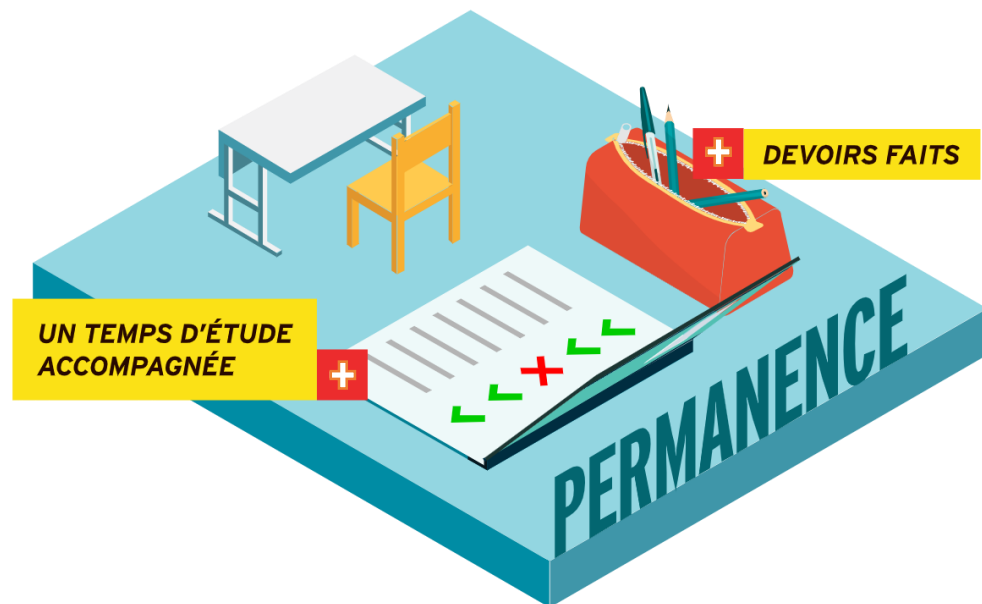 DEVOIRS FAITS
UN TEMPS D'ÉTUDE
ACCOMPAGNÉE
PERMANENCE